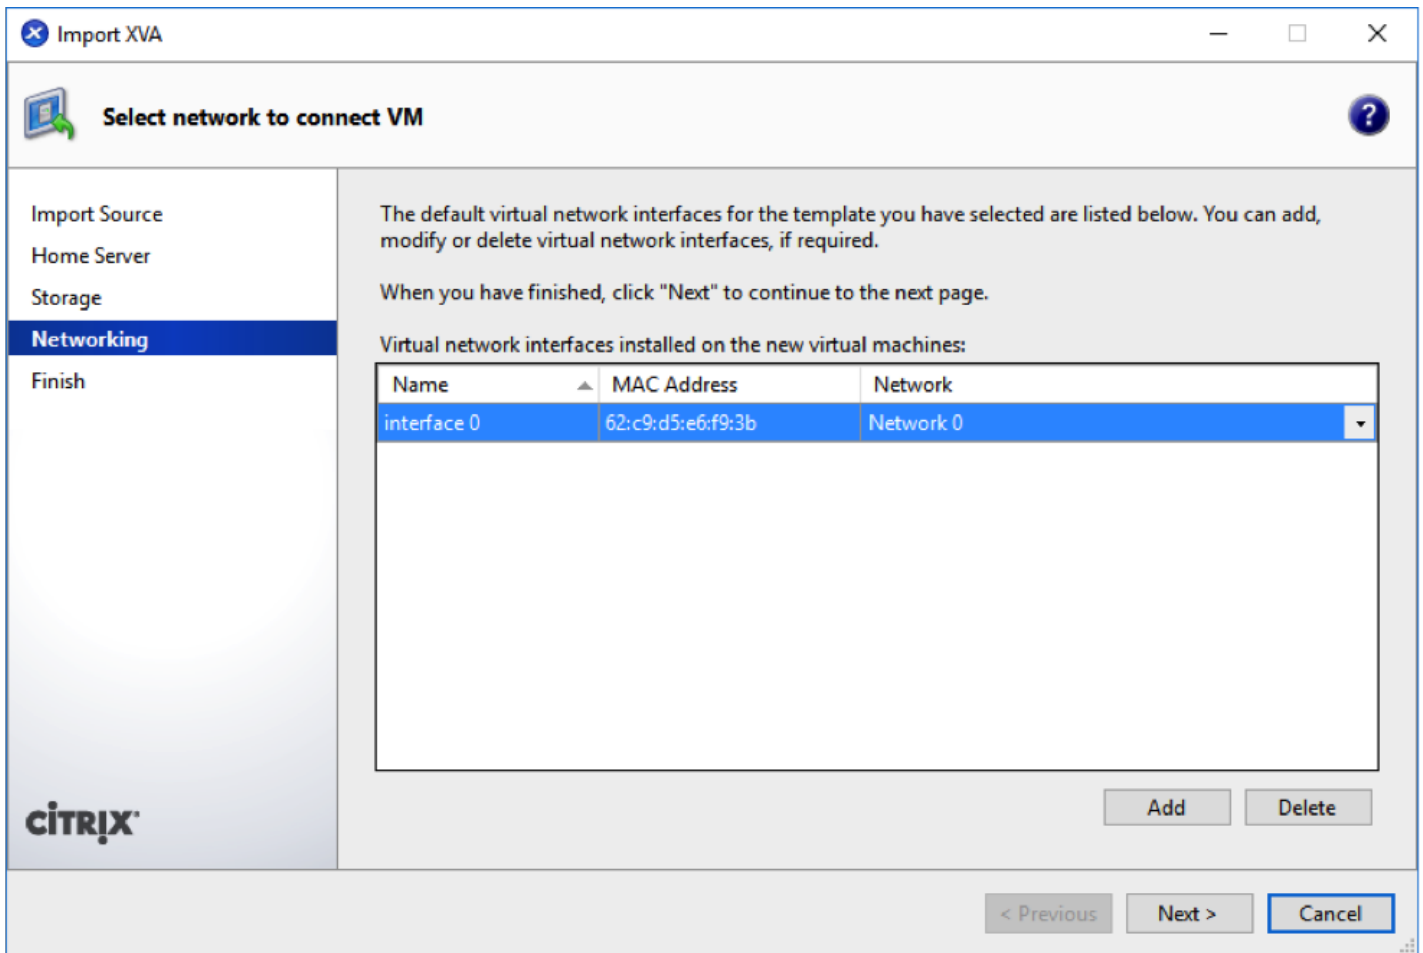 Import XVA
Select network to connect VM
?
Import Source
Home Server
Storage
Networking
Finish
The default virtual network interfaces for the template you have selected are listed below. You can add,
modify or delete virtual network interfaces, if required.
When you have finished, click "Next" to continue to the next page.
Virtual network interfaces installed on the new virtual machines:
Name MAC Address Network
interface 0 62:c9:d5:e6:f9:3b Network 0
Add Delete
CİTRIX
< Previous Next > Cancel